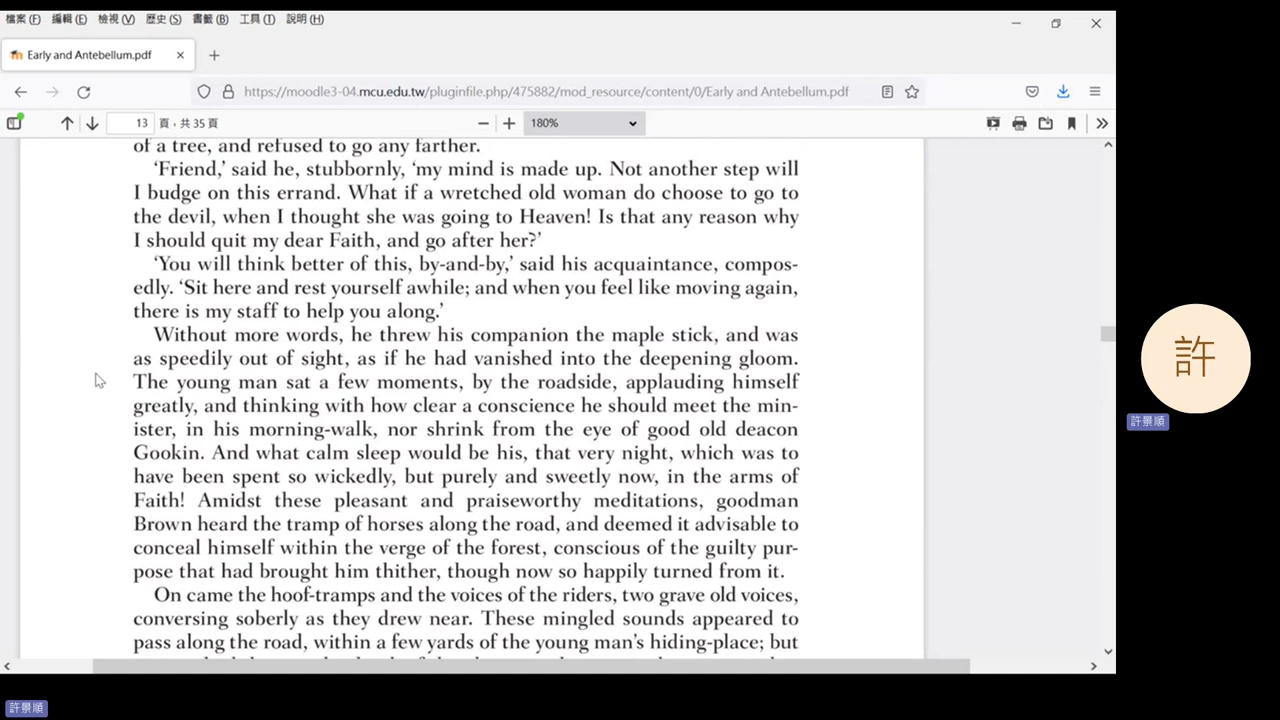 檔案 (F) 編輯 (E) 檢視 (V) 歷史 (S) 書籤 (B) 工具 (T) 說明 (H)
Early and Antebellum.pdf
https://moodle3-04.mcu.edu.tw/pluginfile.php/475882/mod_resource/content/0/Early and Antebellum.pdf
13 頁，共 35 頁 180%
of a tree, and refused to go any farther.
‘Friend,’ said he, stubbornly, ‘my mind is made up. Not another step will
I budge on this errand. What if a wretched old woman do choose to go to
the devil, when I thought she was going to Heaven! Is that any reason why
I should quit my dear Faith, and go after her?’
‘You will think better of this, by-and-by,’ said his acquaintance, compos-
edly. ‘Sit here and rest yourself awhile; and when you feel like moving again,
there is my staff to help you along.’
Without more words, he threw his companion the maple stick, and was
as speedily out of sight, as if he had vanished into the deepening gloom.
The young man sat a few moments, by the roadside, applauding himself
greatly, and thinking with how clear a conscience he should meet the min-
ister, in his morning-walk, nor shrink from the eye of good old deacon
Gookin. And what calm sleep would be his, that very night, which was to
have been spent so wickedly, but purely and sweetly now, in the arms of
Faith! Amidst these pleasant and praiseworthy meditations, goodman
Brown heard the tramp of horses along the road, and deemed it advisable to
conceal himself within the verge of the forest, conscious of the guilty pur-
pose that had brought him thither, though now so happily turned from it.
On came the hoof-tramps and the voices of the riders, two grave old voices,
conversing soberly as they drew near. These mingled sounds appeared to
pass along the road, within a few yards of the young man’s hiding-place; but
許
許景順
許景順